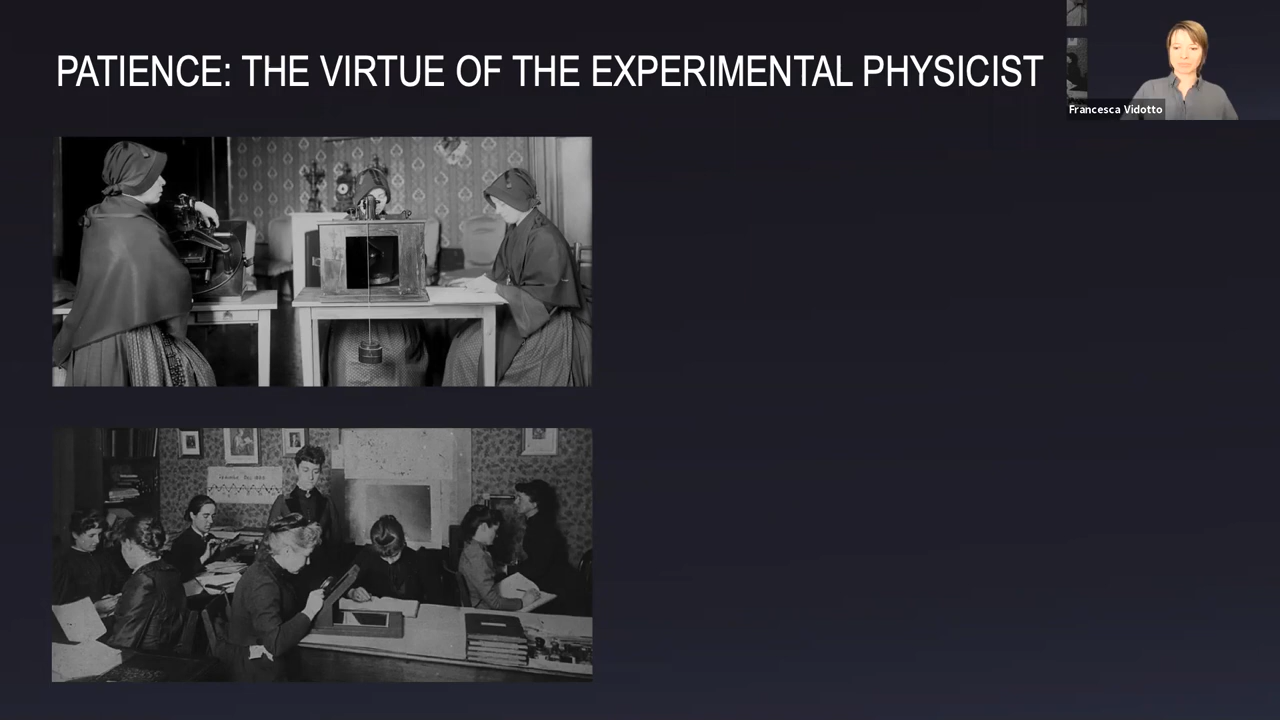 PATIENCE: THE VIRTUE OF THE EXPERIMENTAL PHYSICIST
Francesca Vidotto